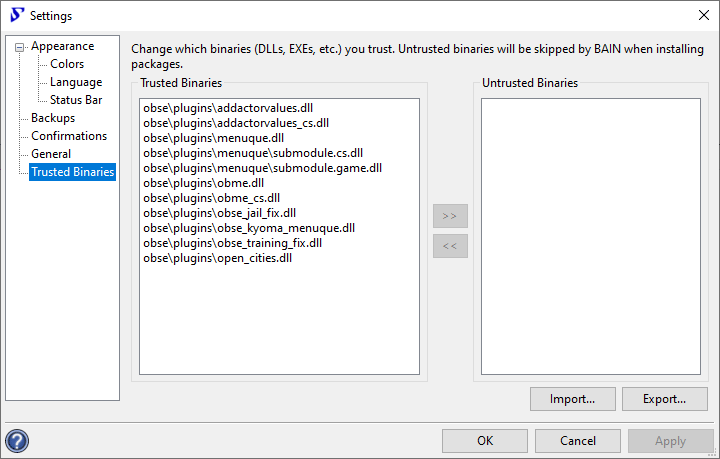 Settings
Appearance
Colors
Language
Status Bar
Backups
Confirmations
General
Trusted Binaries
Change which binaries (DLLs, EXEs, etc.) you trust. Untrusted binaries will be skipped by BAIN when installing
packages.
Trusted Binaries
obse\plugins\addactorvalues.dll
obse\plugins\addactorvalues_cs.dll
obse\plugins\menuque.dll
obse\plugins\menuque\submodule.cs.dll
obse\plugins\menuque\submodule.game.dll
obse\plugins\obme.dll
obse\plugins\obme_cs.dll
obse\plugins\obse_jail_fix.dll
obse\plugins\obse_kyoma_menuque.dll
obse\plugins\obse_training_fix.dll
obse\plugins\open_cities.dll
>>
<<
Untrusted Binaries
Import...
Export...
?
OK
Cancel
Apply